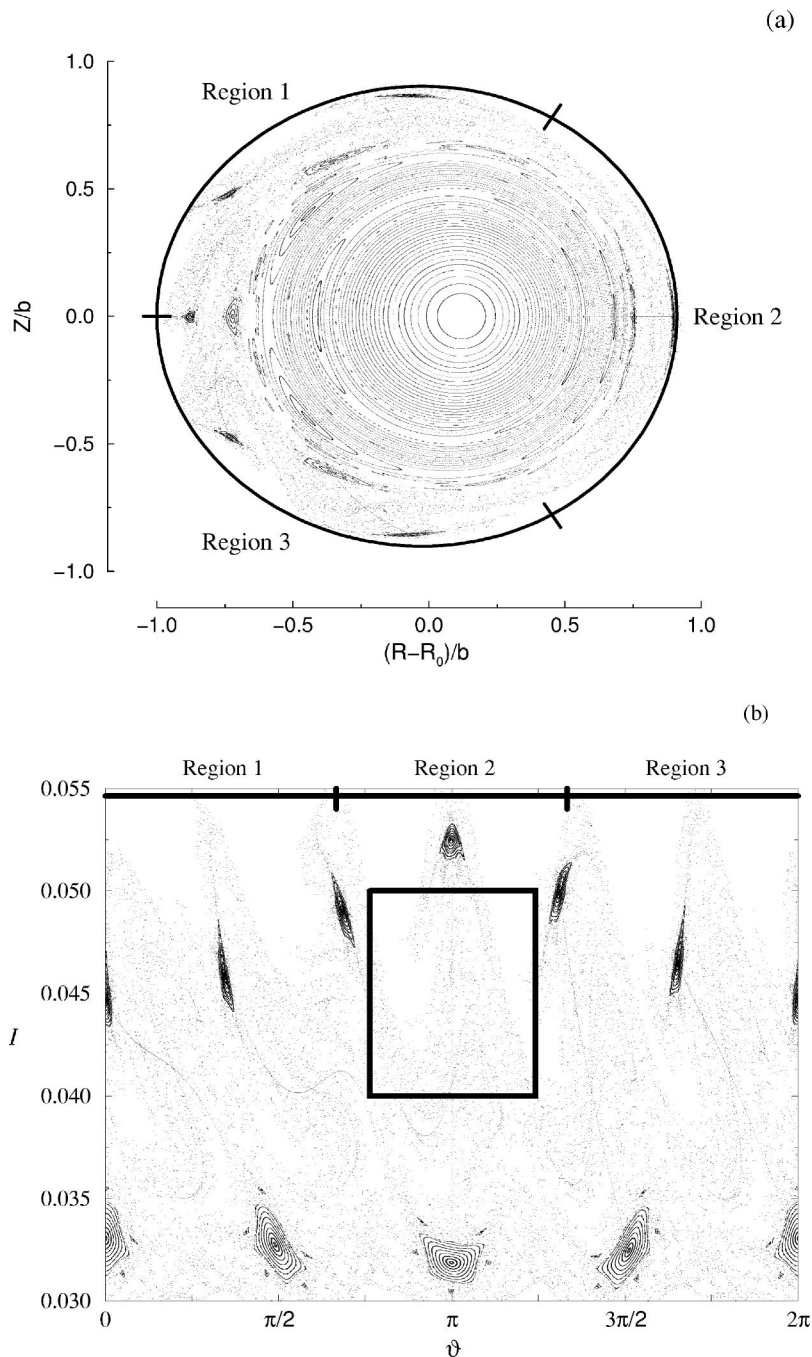 (a)
1.0
0.5
0.0
−0.5
−1.0
Z/b
Region 1
Region 2
Region 3
−1.0 −0.5 0.0 0.5 1.0
(R−R₀)/b
(b)
Region 1 Region 2 Region 3
0.055
0.050
0.045
I
0.040
0.035
0.030
0 π/2 π 3π/2 2π
ϑ